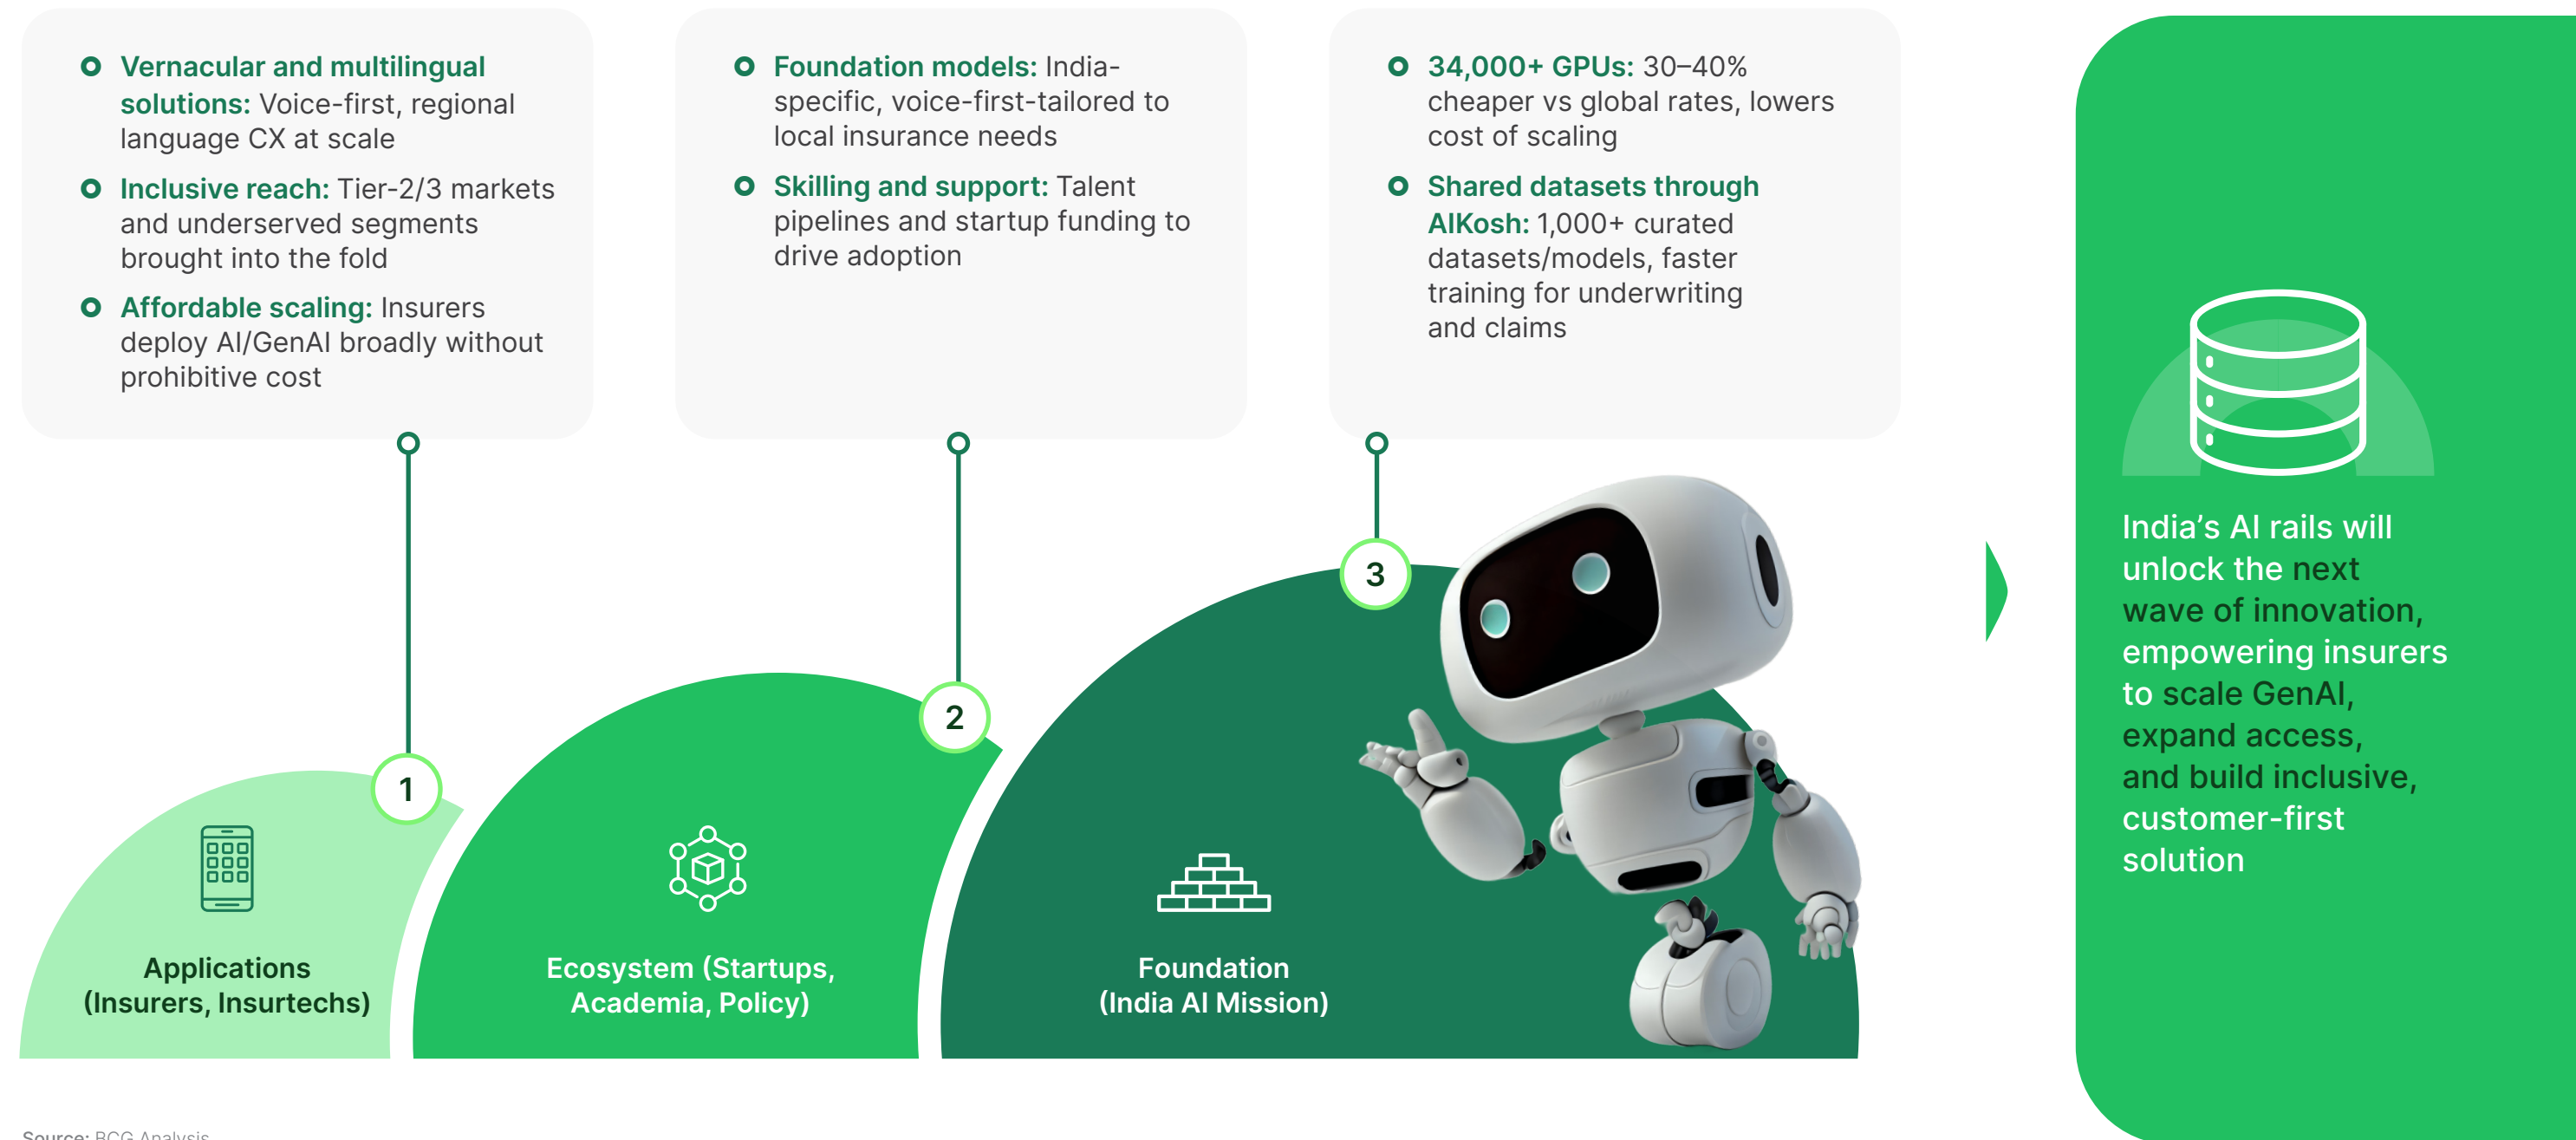 Vernacular and multilingual
solutions: Voice-first, regional
language CX at scale
Inclusive reach: Tier-2/3 markets
and underserved segments
brought into the fold
Affordable scaling: Insurers
deploy AI/GenAI broadly without
prohibitive cost
Foundation models: India-
specific, voice-first-tailored to
local insurance needs
Skilling and support: Talent
pipelines and startup funding to
drive adoption
34,000+ GPUs: 30–40%
cheaper vs global rates, lowers
cost of scaling
Shared datasets through
AIKosh: 1,000+ curated
datasets/models, faster
training for underwriting
and claims
1
2
3
Applications
(Insurers, Insurtechs)
Ecosystem (Startups,
Academia, Policy)
Foundation
(India AI Mission)
India’s AI rails will
unlock the next
wave of innovation,
empowering insurers
to scale GenAI,
expand access,
and build inclusive,
customer-first
solution
Source: BCG Analysis